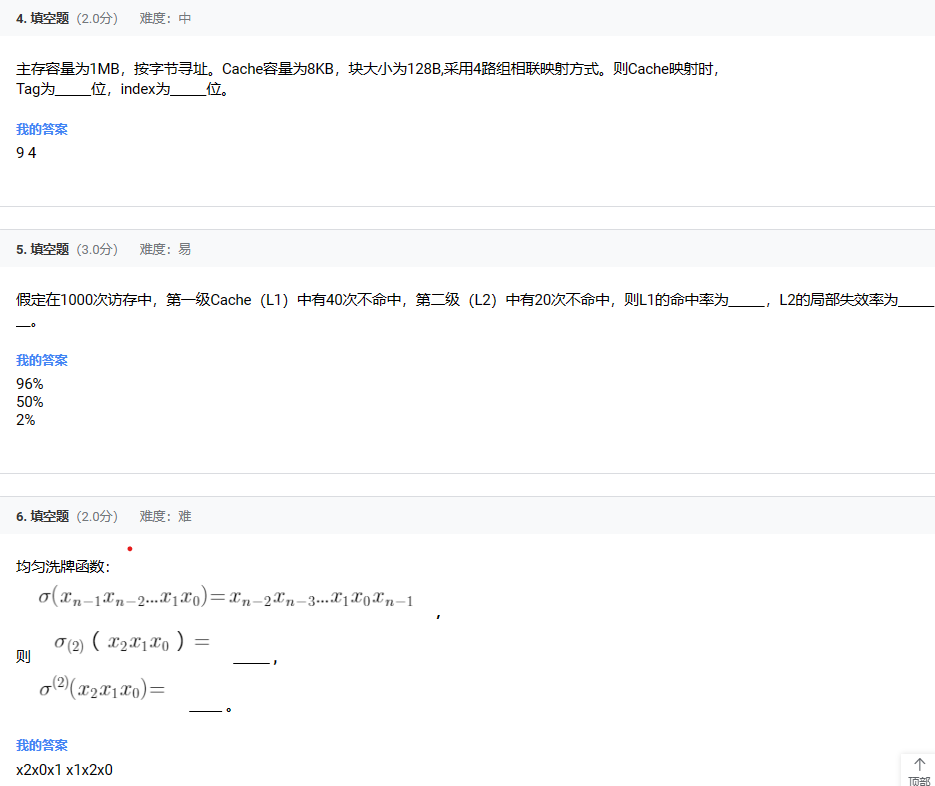 4. 填空题 (2.0分) 难度：中
主存容量为1MB，按字节寻址。Cache容量为8KB，块大小为128B,采用4路组相联映射方式。则Cache映射时，
Tag为_____位，index为_____位。
我的答案
9 4
5. 填空题 (3.0分) 难度：易
假定在1000次访存中，第一级Cache（L1）中有40次不命中，第二级（L2）中有20次不命中，则L1的命中率为_____，L2的局部失效率为_____
__。
我的答案
96%
50%
2%
6. 填空题 (2.0分) 难度：难
均匀洗牌函数：
σ(xₙ₋₁xₙ₋₂...x₁x₀)=xₙ₋₂xₙ₋₃...x₁x₀xₙ₋₁ ，
则 σ₍₂₎（ x₂x₁x₀ ）= _____，
σ⁽²⁾(x₂x₁x₀)= ____。
我的答案
x2x0x1 x1x2x0
顶部